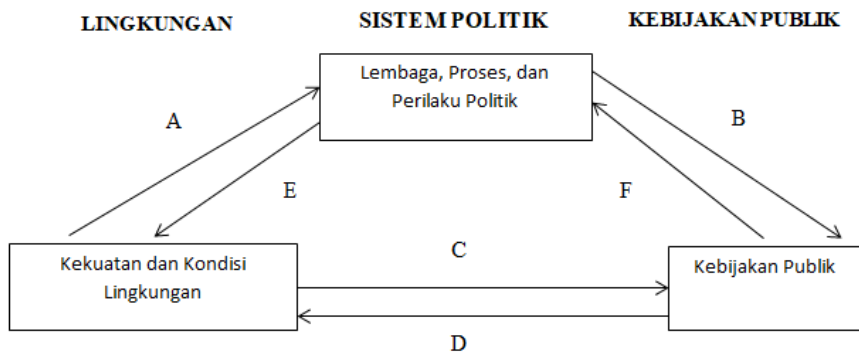 LINGKUNGAN
SISTEM POLITIK
KEBIJAKAN PUBLIK
Lembaga, Proses, dan
Perilaku Politik
A
B
E
F
Kekuatan dan Kondisi
Lingkungan
C
Kebijakan Publik
D